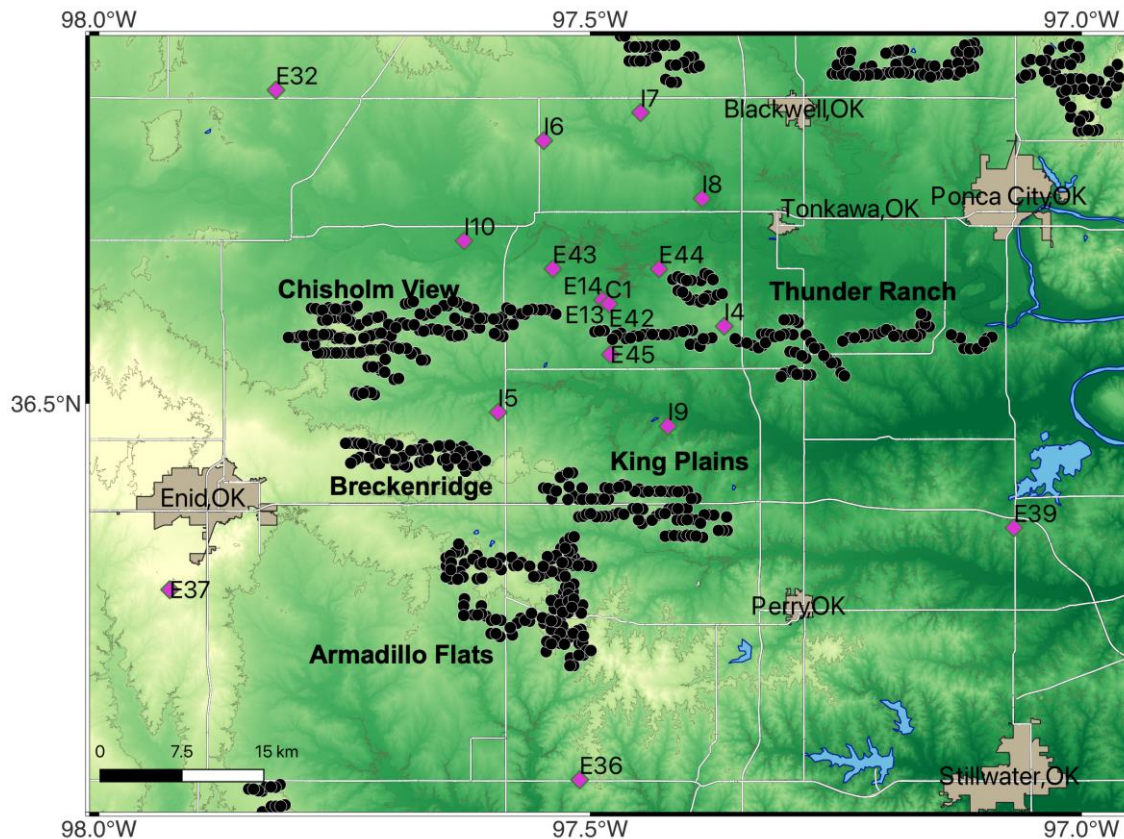 98.0°W 97.5°W 97.0°W
E32
I7
Blackwell,OK
I6
I8
Ponca City,OK
Tonkawa,OK
I10
E43 E44
Chisholm View
E14 C1
Thunder Ranch
E13 E42
I4
E45
36.5°N
I5
I9
King Plains
Breckenridge
Enid,OK
E39
E37
Perry,OK
Armadillo Flats
0 7.5 15 km
E36
Stillwater,OK
98.0°W 97.5°W 97.0°W